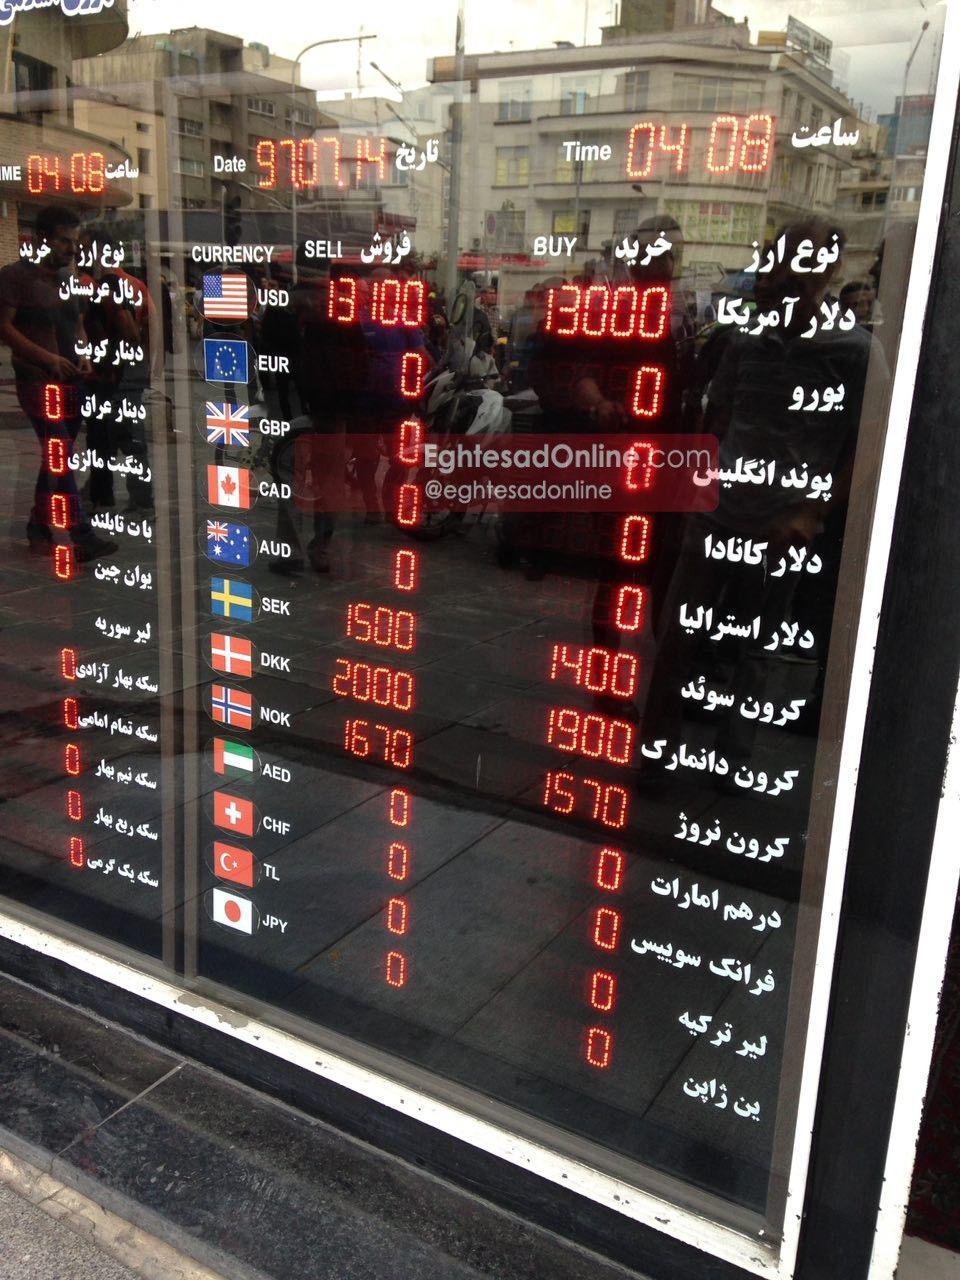 ساعت 04 08 Time
تاریخ 97.07.14 Date
ساعت 04 08
نوع ارز خرید BUY فروش SELL CURRENCY
دلار آمریکا 13000 13100 USD
یورو 0 0 EUR
پوند انگلیس 0 0 GBP
دلار کانادا 0 0 CAD
دلار استرالیا 0 0 AUD
کرون سوئد 1400 1500 SEK
کرون دانمارک 1900 2000 DKK
کرون نروژ 1570 1670 NOK
درهم امارات 0 0 AED
فرانک سوییس 0 0 CHF
لیر ترکیه 0 0 TL
ین ژاپن 0 0 JPY
نوع ارز خرید
ریال عربستان
دینار کویت
دینار عراق 0
رینگیت مالزی 0
بات تایلند 0
یوان چین 0
لیر سوریه
سکه بهار آزادی 0
سکه تمام امامی 0
سکه نیم بهار 0
سکه ربع بهار 0
سکه یک گرمی 0
EghtesadOnline.com
@eghtesadonline